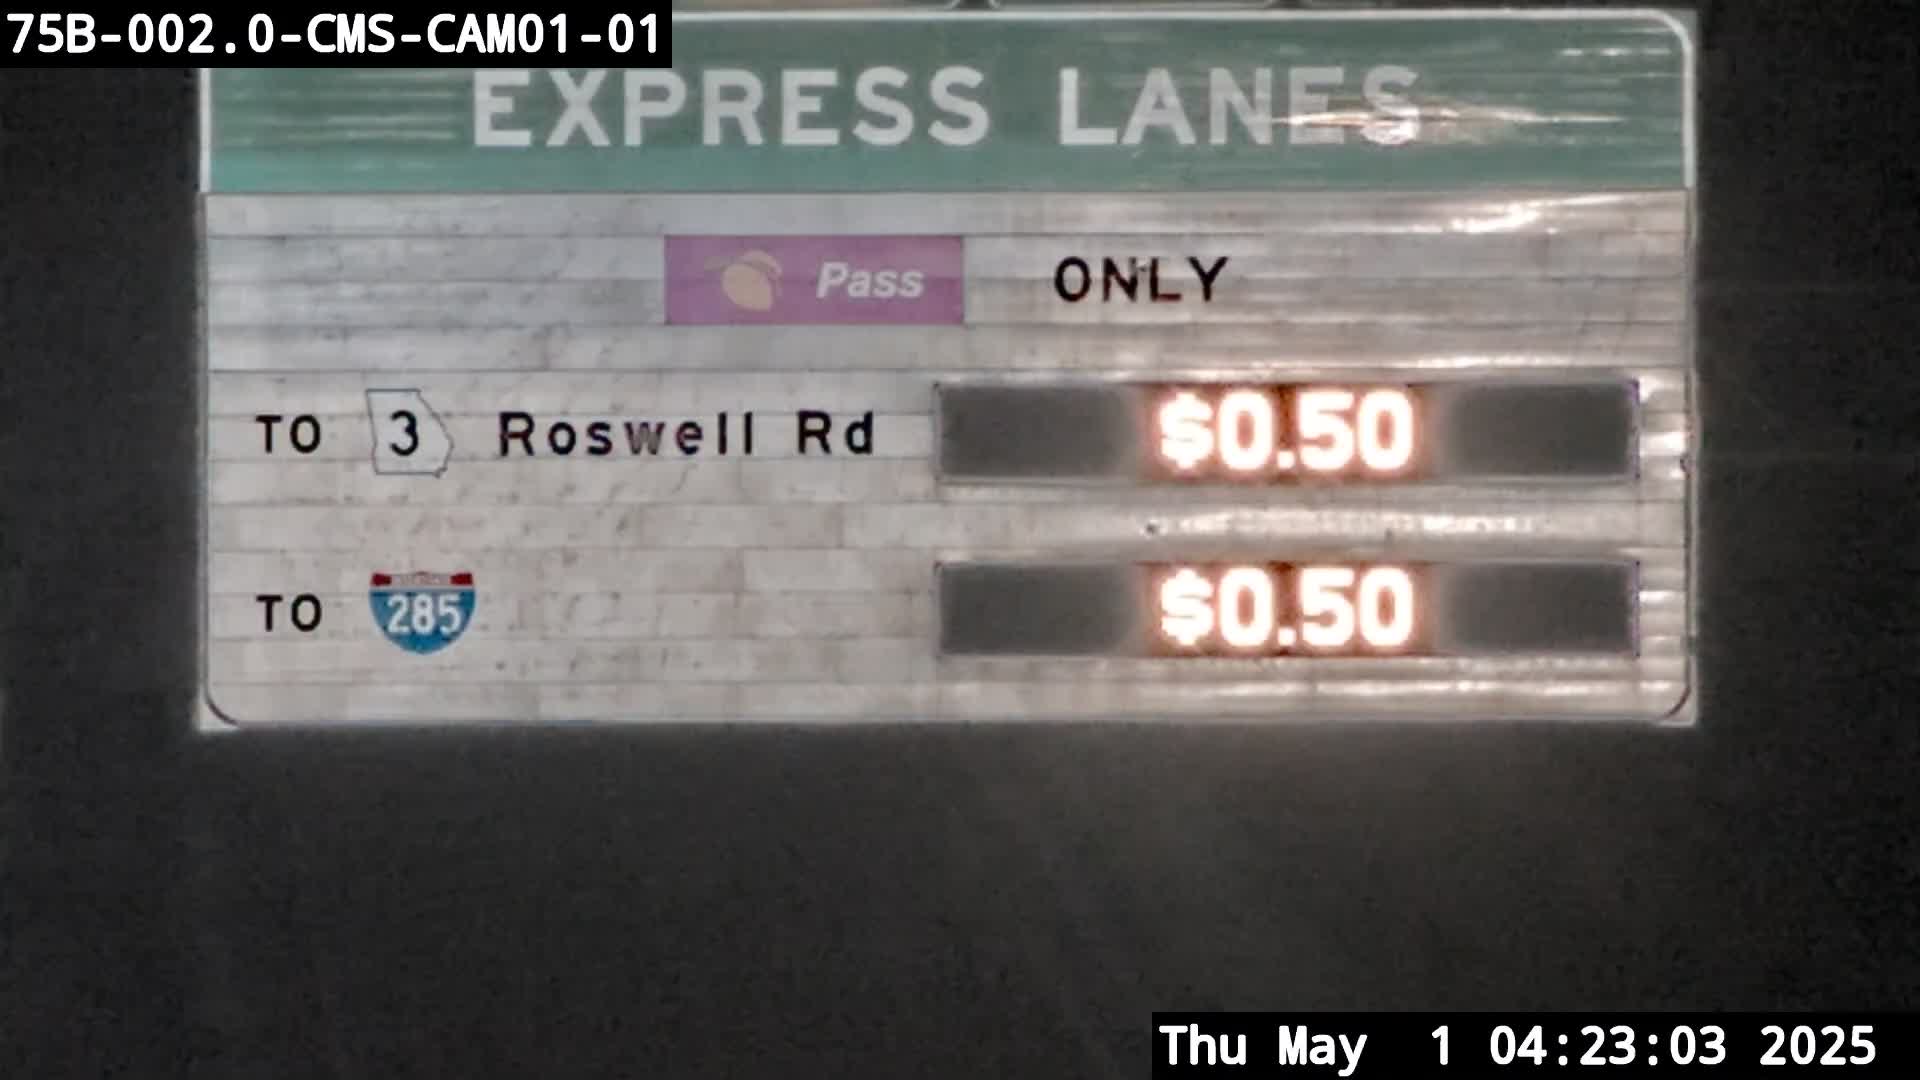 75B-002.0-CMS-CAM01-01
EXPRESS LANES
Pass ONLY
TO 3 Roswell Rd $0.50
TO 285 $0.50
Thu May 1 04:23:03 2025